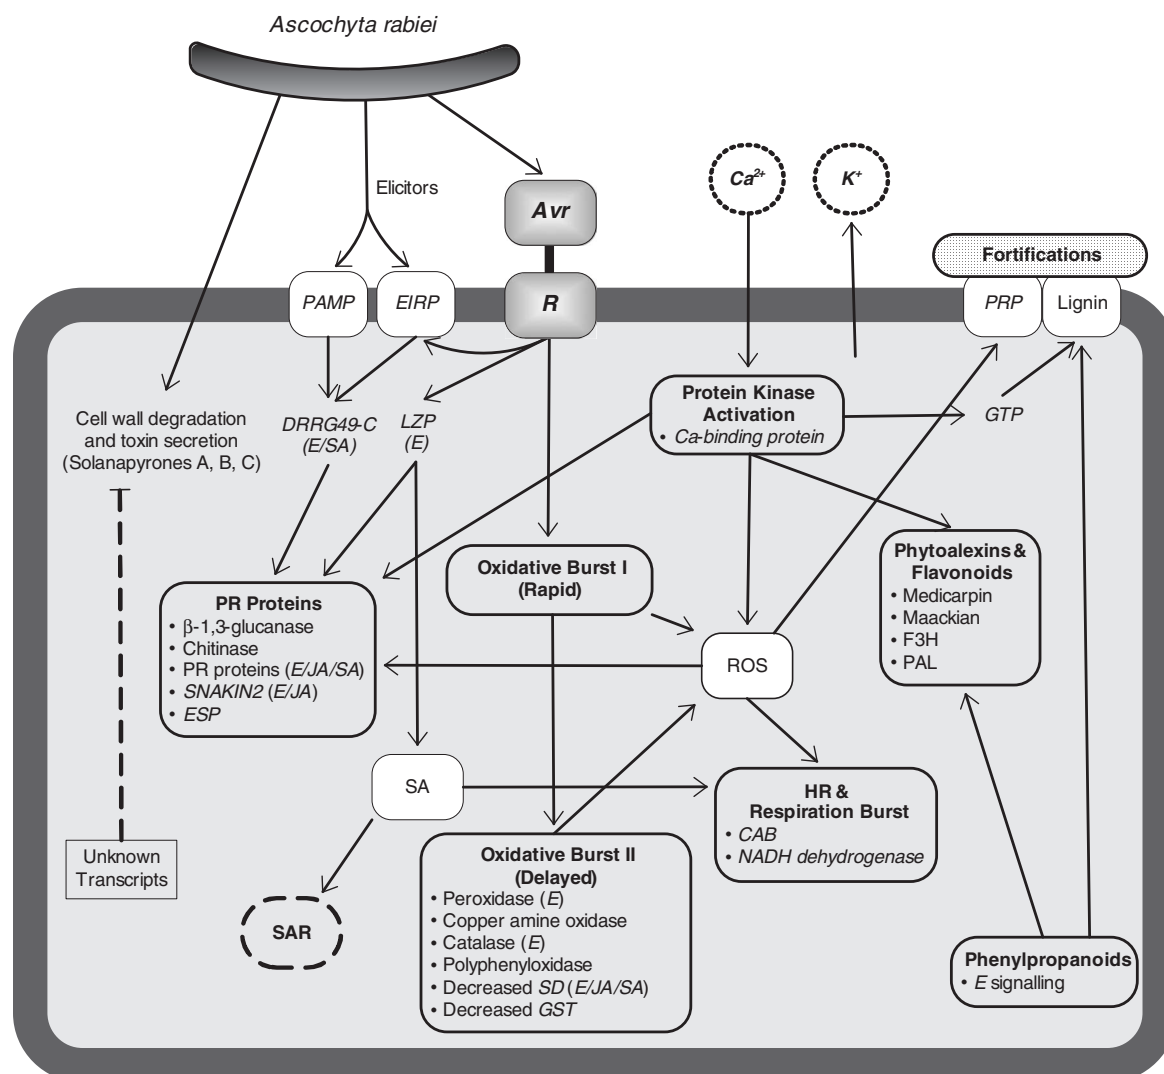 Ascochyta rabiei
Elicitors
Avr
Ca2+
K+
Fortifications
PAMP
EIRP
R
PRP
Lignin
Protein Kinase
Activation
• Ca-binding protein
GTP
Cell wall degradation
and toxin secretion
(Solanapyrones A, B, C)
DRRG49-C
(E/SA)
LZP
(E)
Oxidative Burst I
(Rapid)
Phytoalexins &
Flavonoids
• Medicarpin
• Maackian
• F3H
• PAL
PR Proteins
• β-1,3-glucanase
• Chitinase
• PR proteins (E/JA/SA)
• SNAKIN2 (E/JA)
• ESP
ROS
SA
HR &
Respiration Burst
• CAB
• NADH dehydrogenase
Unknown
Transcripts
Oxidative Burst II
(Delayed)
• Peroxidase (E)
• Copper amine oxidase
• Catalase (E)
• Polyphenyloxidase
• Decreased SD (E/JA/SA)
• Decreased GST
SAR
Phenylpropanoids
• E signalling